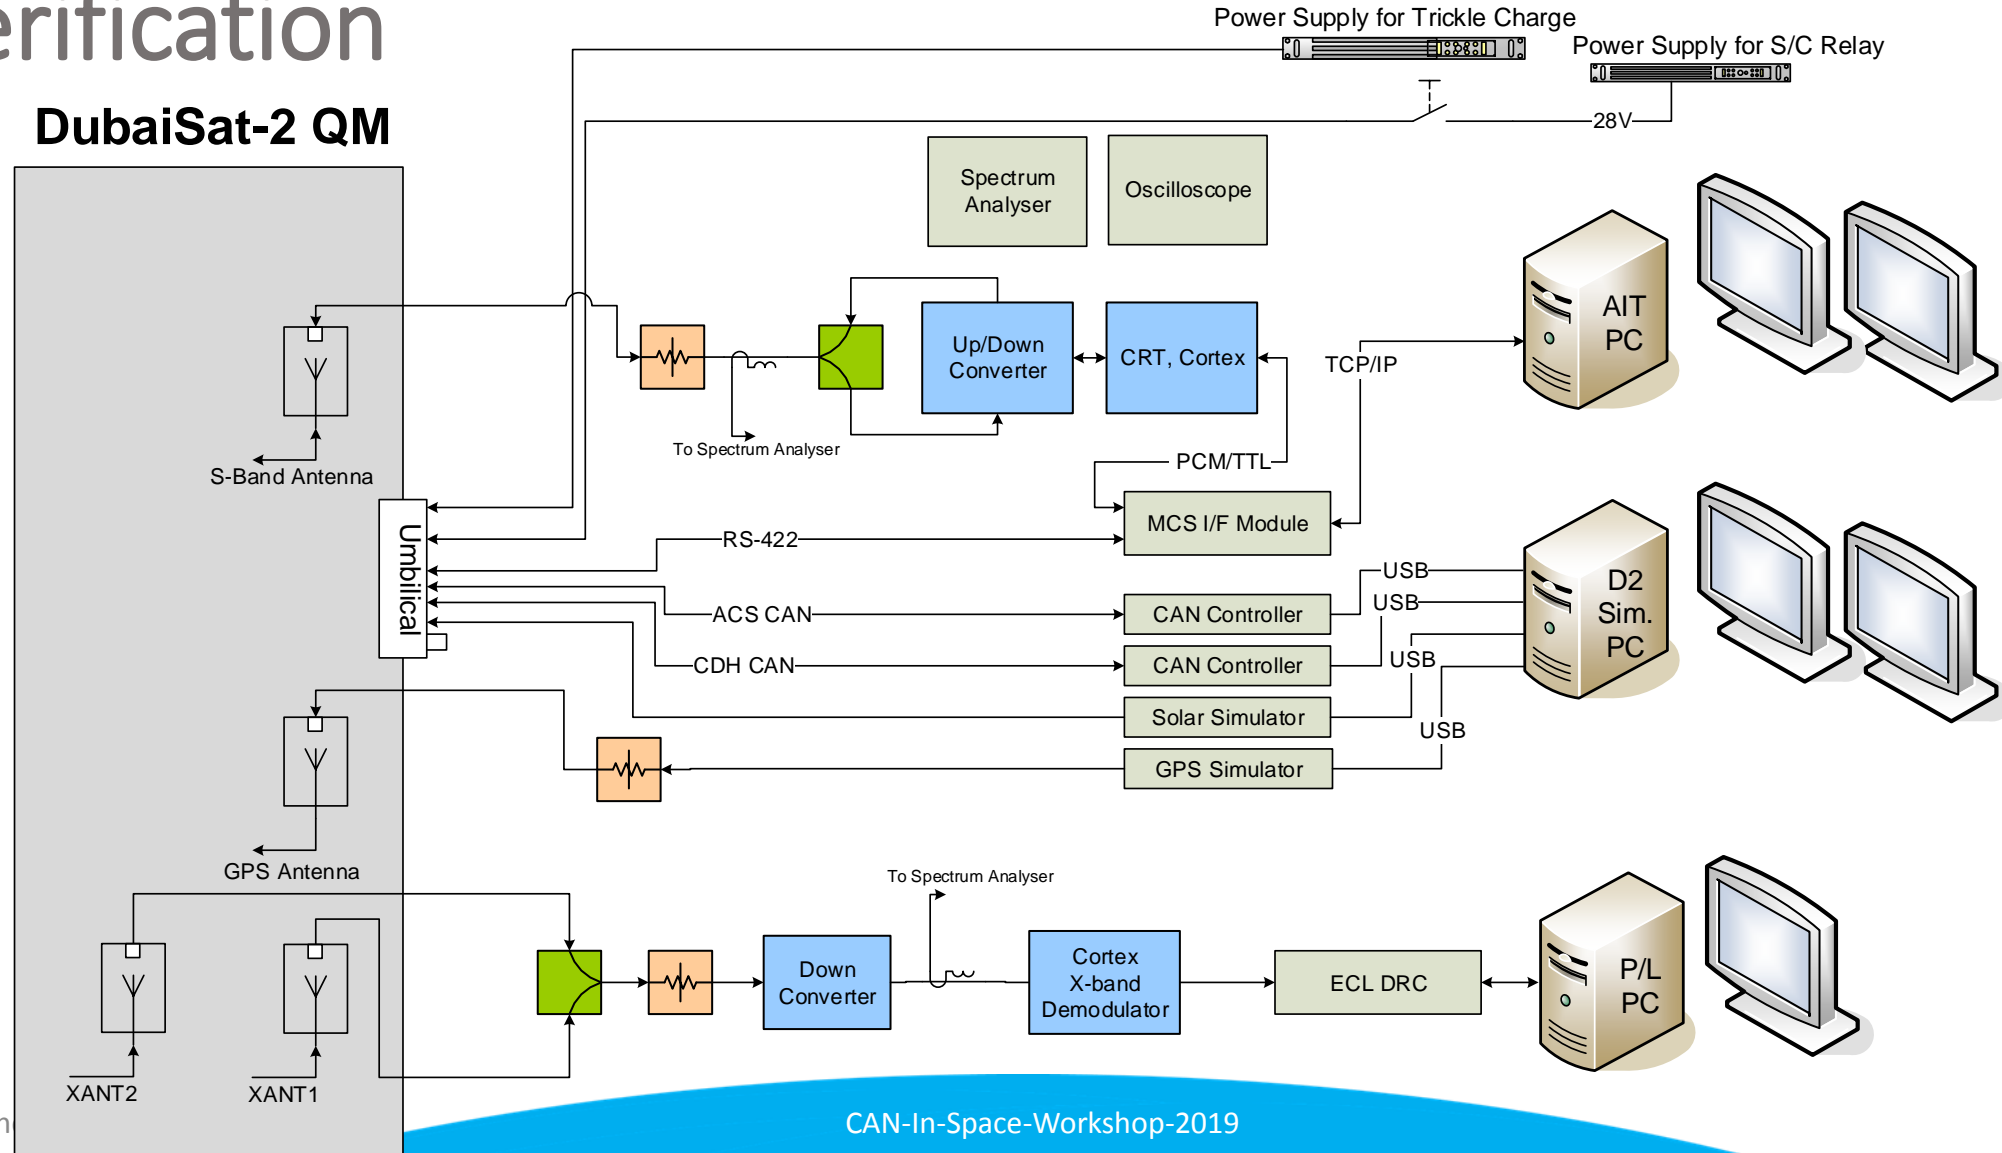 erification
DubaiSat-2 QM
Power Supply for Trickle Charge
Power Supply for S/C Relay
28V
Spectrum
Analyser
Oscilloscope
AIT
PC
Up/Down
Converter
CRT, Cortex
TCP/IP
To Spectrum Analyser
PCM/TTL
S-Band Antenna
Umbilical
MCS I/F Module
RS-422
USB
D2
Sim.
PC
ACS CAN
CAN Controller
USB
CDH CAN
CAN Controller
USB
Solar Simulator
USB
GPS Simulator
GPS Antenna
To Spectrum Analyser
Down
Converter
Cortex
X-band
Demodulator
ECL DRC
P/L
PC
XANT2
XANT1
CAN-In-Space-Workshop-2019